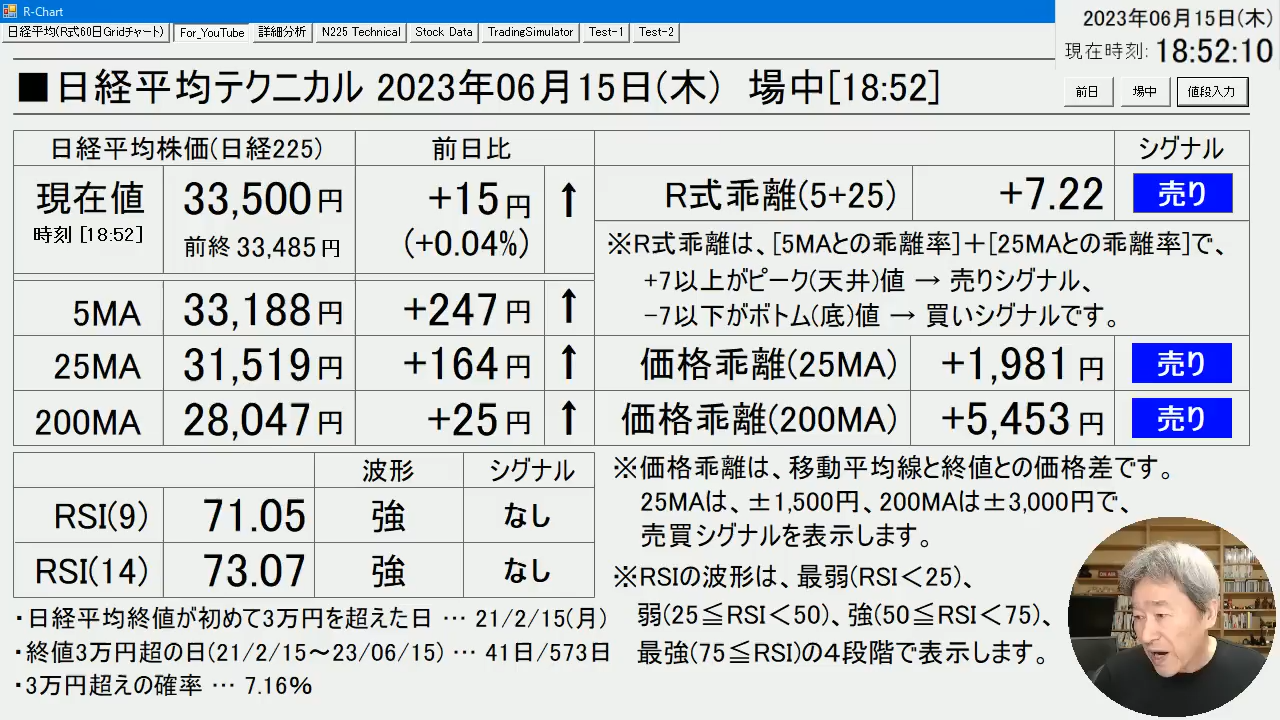 R-Chart
2023年06月15日(木)
現在時刻: 18:52:10
日経平均(R式60日Gridチャート) For_YouTube 詳細分析 N225 Technical Stock Data TradingSimulator Test-1 Test-2
■日経平均テクニカル 2023年06月15日(木) 場中[18:52]
前日 場中 値段入力
日経平均株価(日経225) 前日比 シグナル
現在値 33,500円 +15円 ↑
時刻 [18:52] 前終 33,485円 (+0.04%)
R式乖離(5+25) +7.22 売り
※R式乖離は、[5MAとの乖離率]+[25MAとの乖離率]で、
+7以上がピーク(天井)値 → 売りシグナル、
-7以下がボトム(底)値 → 買いシグナルです。
5MA 33,188円 +247円 ↑
25MA 31,519円 +164円 ↑ 価格乖離(25MA) +1,981円 売り
200MA 28,047円 +25円 ↑ 価格乖離(200MA) +5,453円 売り
波形 シグナル
RSI(9) 71.05 強 なし
RSI(14) 73.07 強 なし
※価格乖離は、移動平均線と終値との価格差です。
25MAは、±1,500円、200MAは±3,000円で、
売買シグナルを表示します。
※RSIの波形は、最弱(RSI<25)、
弱(25≦RSI<50)、強(50≦RSI<75)、
最強(75≦RSI)の4段階で表示します。
・日経平均終値が初めて3万円を超えた日 … 21/2/15(月)
・終値3万円超の日(21/2/15～23/06/15) … 41日/573日
・3万円超えの確率 … 7.16%